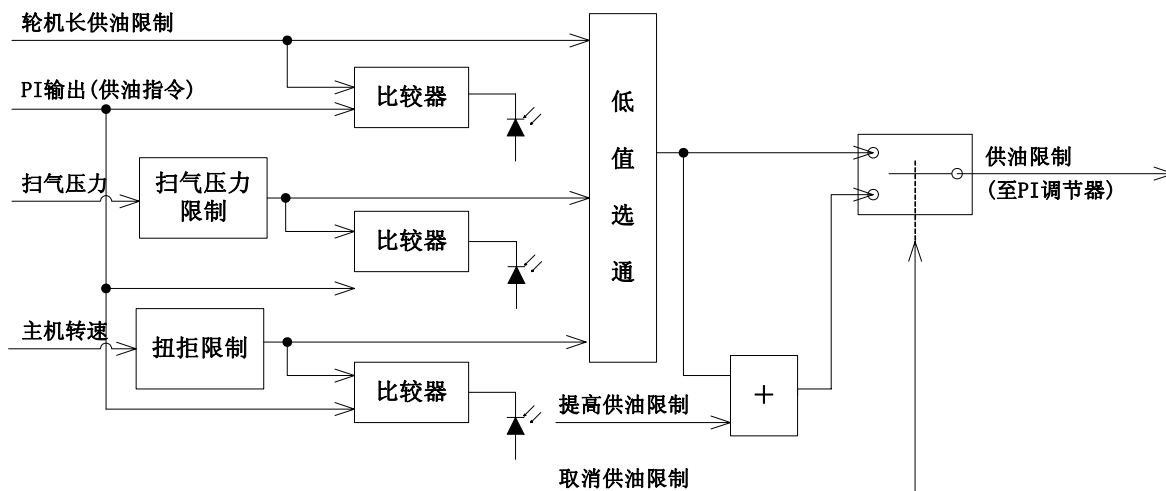 轮机长供油限制
PI输出(供油指令)
比较器
扫气压力
扫气压力
限制
比较器
主机转速
扭拒限制
比较器
低
值
选
通
提高供油限制
+
取消供油限制
供油限制
(至PI调节器)